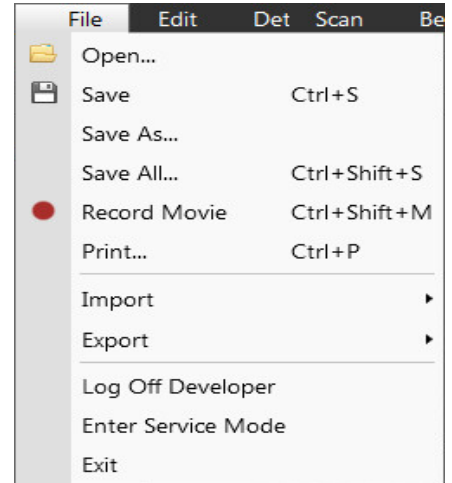 File Edit Det Scan Be
Open...
Save Ctrl+S
Save As...
Save All... Ctrl+Shift+S
Record Movie Ctrl+Shift+M
Print... Ctrl+P
Import
Export
Log Off Developer
Enter Service Mode
Exit